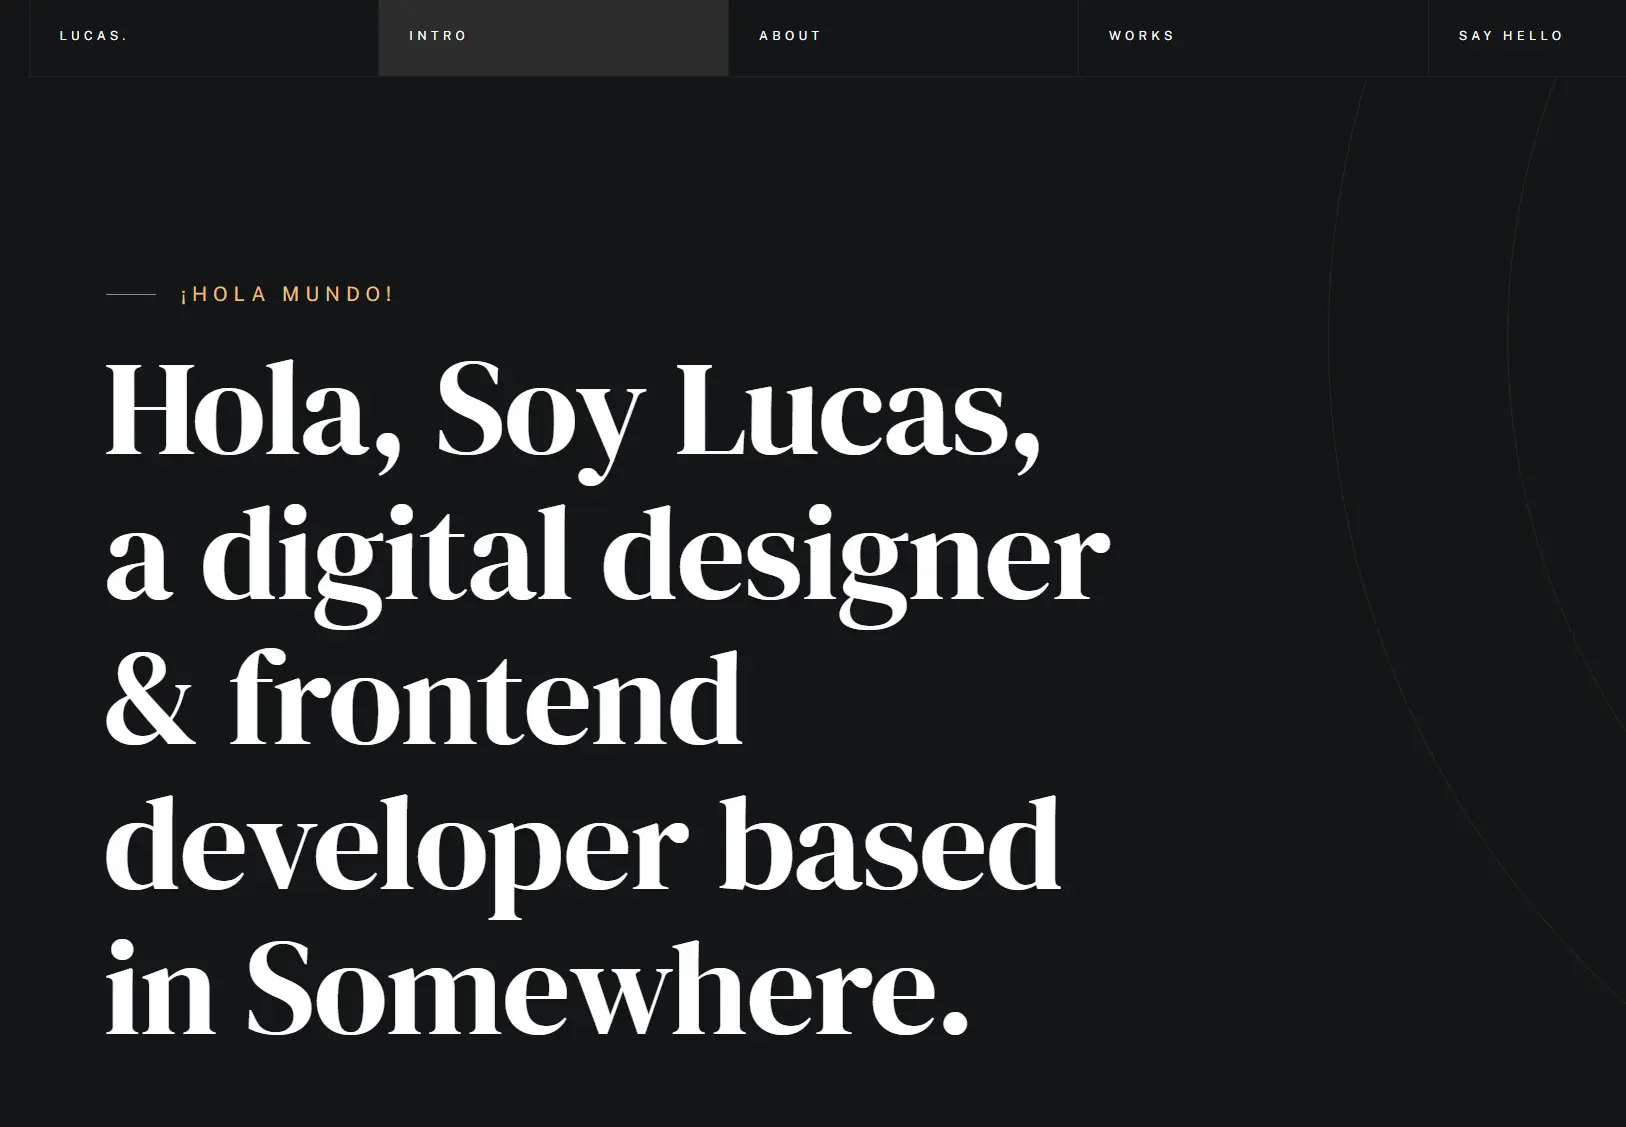 LUCAS.
INTRO
ABOUT
WORKS
SAY HELLO
¡HOLA MUNDO!
Hola, Soy Lucas,
a digital designer
& frontend
developer based
in Somewhere.